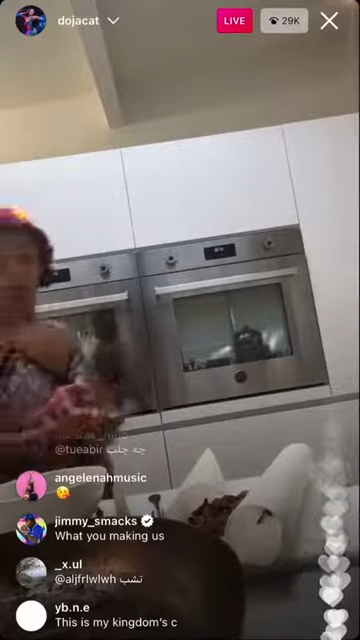 dojacat
LIVE
29K
@tueabir چه جلب
angelenahmusic
😘
jimmy_smacks
What you making us
_x.ul
@aljfrlwlwh تشب
yb.n.e
This is my kingdom's c